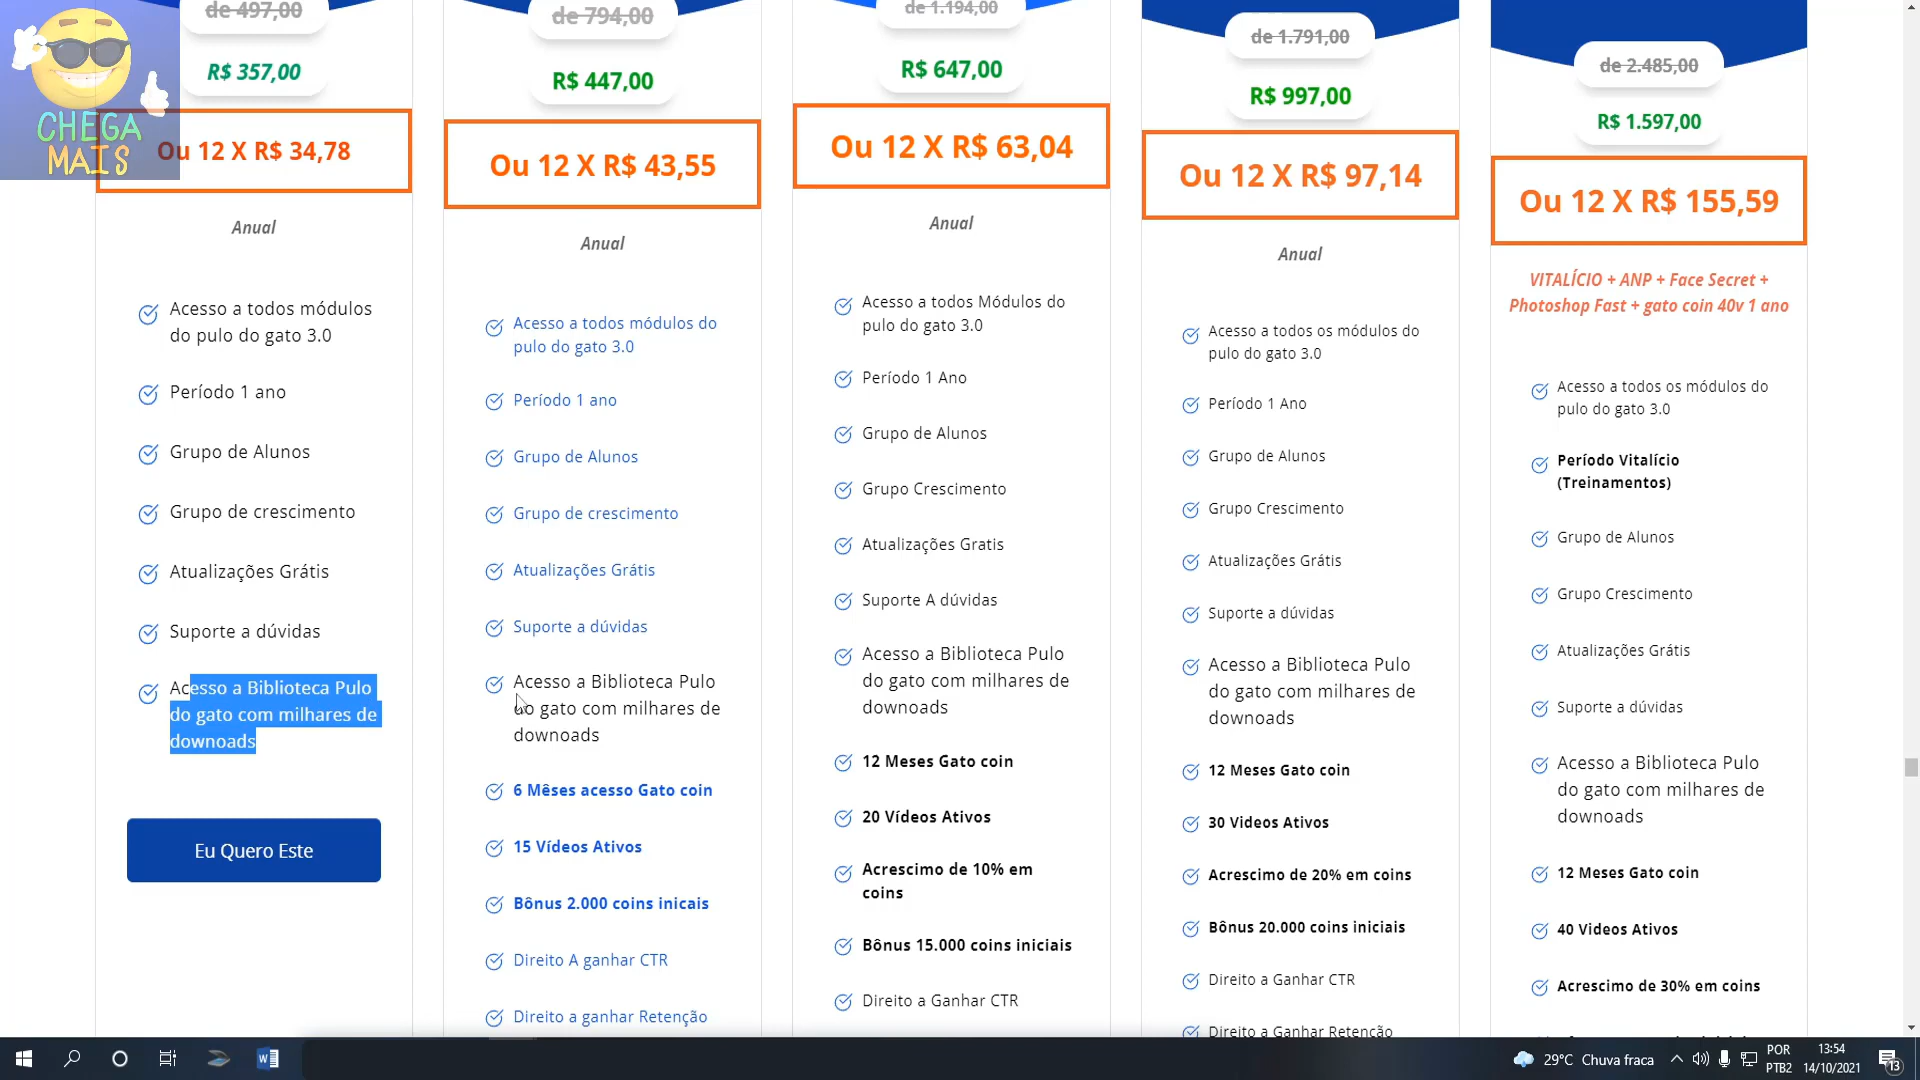 CHEGA
MAIS
de 497,00
R$ 357,00
Ou 12 X R$ 34,78
Anual
Acesso a todos módulos
do pulo do gato 3.0
Período 1 ano
Grupo de Alunos
Grupo de crescimento
Atualizações Grátis
Suporte a dúvidas
Acesso a Biblioteca Pulo
do gato com milhares de
downoads
Eu Quero Este
de 794,00
R$ 447,00
Ou 12 X R$ 43,55
Anual
Acesso a todos módulos do
pulo do gato 3.0
Período 1 ano
Grupo de Alunos
Grupo de crescimento
Atualizações Grátis
Suporte a dúvidas
Acesso a Biblioteca Pulo
do gato com milhares de
downoads
6 Mêses acesso Gato coin
15 Vídeos Ativos
Bônus 2.000 coins inicais
Direito A ganhar CTR
Direito a ganhar Retenção
de 1.194,00
R$ 647,00
Ou 12 X R$ 63,04
Anual
Acesso a todos Módulos do
pulo do gato 3.0
Período 1 Ano
Grupo de Alunos
Grupo Crescimento
Atualizações Gratis
Suporte A dúvidas
Acesso a Biblioteca Pulo
do gato com milhares de
downoads
12 Meses Gato coin
20 Vídeos Ativos
Acrescimo de 10% em
coins
Bônus 15.000 coins iniciais
Direito a Ganhar CTR
de 1.791,00
R$ 997,00
Ou 12 X R$ 97,14
Anual
Acesso a todos os módulos do
pulo do gato 3.0
Período 1 Ano
Grupo de Alunos
Grupo Crescimento
Atualizações Grátis
Suporte a dúvidas
Acesso a Biblioteca Pulo
do gato com milhares de
downoads
12 Meses Gato coin
30 Videos Ativos
Acrescimo de 20% em coins
Bônus 20.000 coins iniciais
Direito a Ganhar CTR
Direito a Ganhar Retenção
de 2.485,00
R$ 1.597,00
Ou 12 X R$ 155,59
VITALÍCIO + ANP + Face Secret +
Photoshop Fast + gato coin 40v 1 ano
Acesso a todos os módulos do
pulo do gato 3.0
Período Vitalício
(Treinamentos)
Grupo de Alunos
Grupo Crescimento
Atualizações Grátis
Suporte a dúvidas
Acesso a Biblioteca Pulo
do gato com milhares de
downoads
12 Meses Gato coin
40 Videos Ativos
Acrescimo de 30% em coins
29°C Chuva fraca
POR
PTB2
13:54
14/10/2021
13